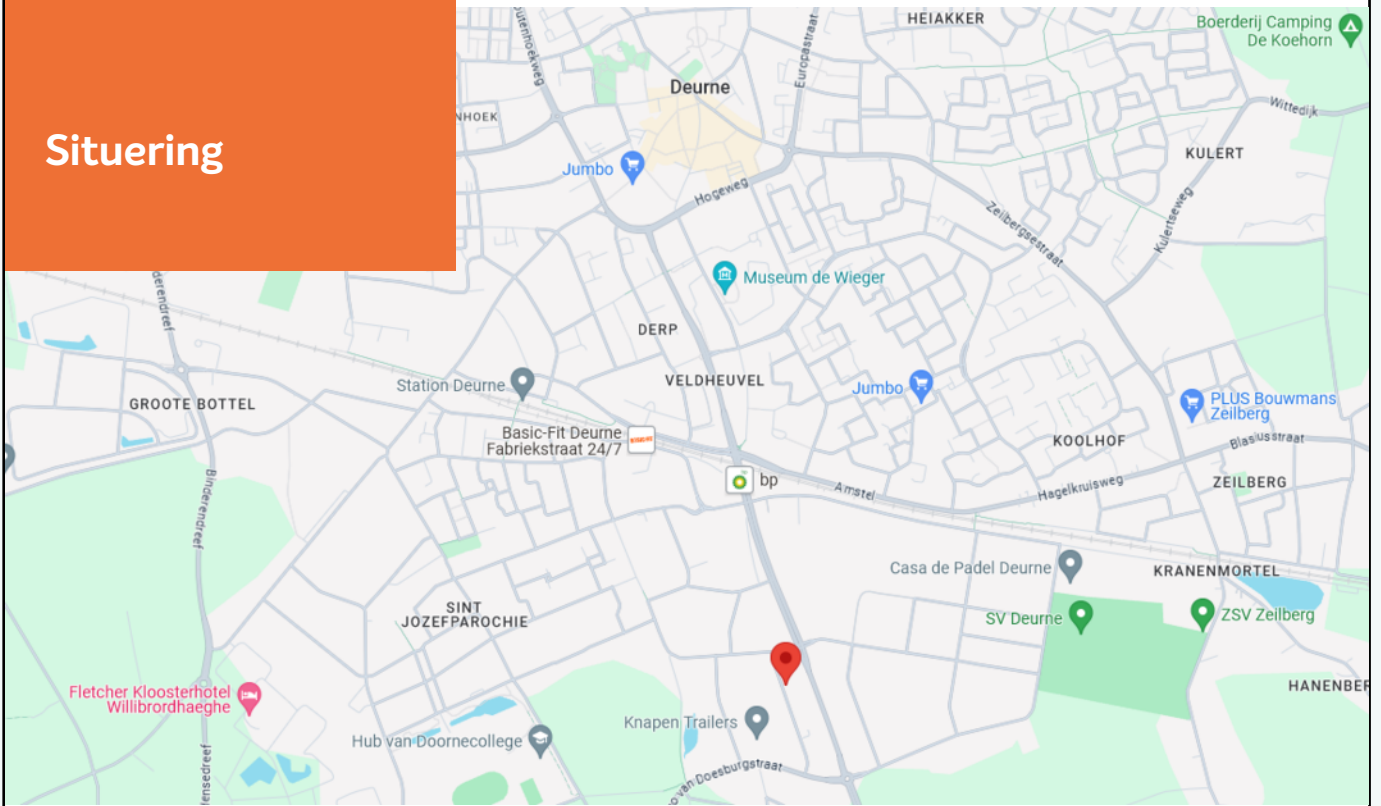 Situering
HEIAKKER
Boerderij Camping
De Koehorn
Europastraat
Deurne
Wittedijk
KULERT
Jumbo
Hogeweg
Zeilbergsestraat
Kulertseweg
Museum de Wieger
DERP
VELDHEUVEL
Station Deurne
Jumbo
GROOTE BOTTEL
PLUS Bouwmans
Zeilberg
Basic-Fit Deurne
Fabriekstraat 24/7
KOOLHOF
Blasiusstraat
bp
Amstel
Hagelkruisweg
ZEILBERG
Binderendreef
Casa de Padel Deurne
KRANENMORTEL
SINT
JOZEFPAROCHIE
SV Deurne
ZSV Zeilberg
Fletcher Kloosterhotel
Willibrordhaeghe
Knapen Trailers
Hub van Doornecollege
van Doesburgstraat